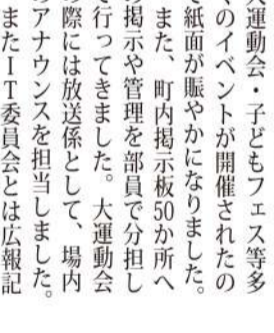 大運動会・子どもフェス等多
くのイベントが開催されたの
で紙面が賑やかになりました。
また、町内掲示板50か所へ
の掲示や管理を部員で分担し
て行ってきました。大運動会
の際には放送係として、場内
のアナウンスを担当しました。
またIT委員会とは広報記